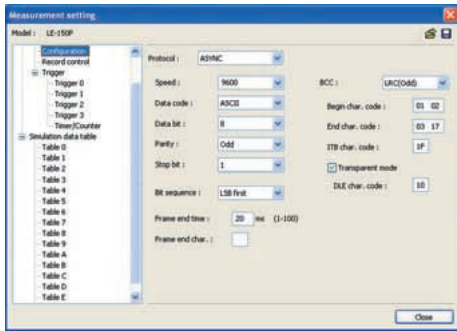 Measurement setting
Model : LE-150P
Configuration
Record control
Trigger
Trigger 0
Trigger 1
Trigger 2
Trigger 3
Timer/Counter
Simulation data table
Table 0
Table 1
Table 2
Table 3
Table 4
Table 5
Table 6
Table 7
Table 8
Table 9
Table A
Table B
Table C
Table D
Table E
Protocol : ASYNC
Speed : 9600
Data code : ASCII
Data bit : 8
Parity : Odd
Stop bit : 1
Bit sequence : LSB first
Frame end time : 20 ms (1-100)
Frame end char. :
BCC : LRC(Odd)
Begin char. code : 01 02
End char. code : 03 17
ITB char. code : 1F
Transparent mode
DLE char. code : 10
Close